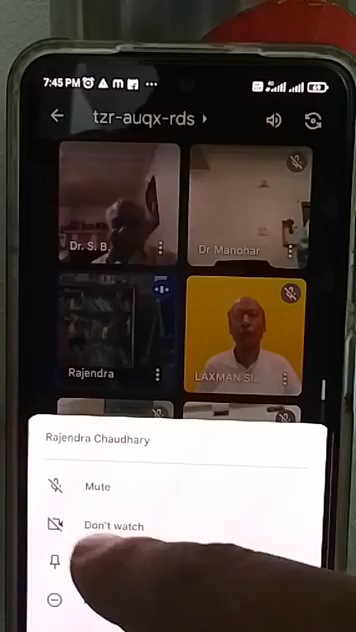 7:45 PM
tzr-auqx-rds
Dr. S. B.
Dr Manohar
Rajendra
LAXMAN SI...
Rajendra Chaudhary
Mute
Don't watch